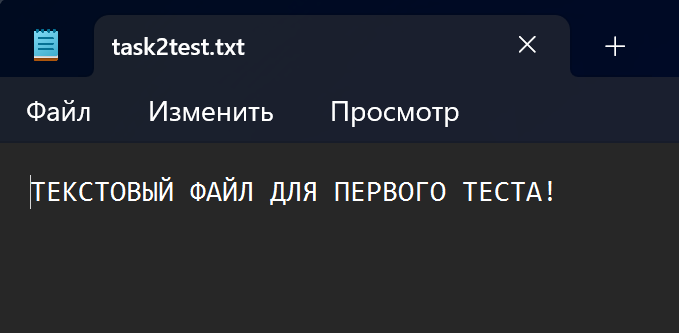 task2test.txt
Файл Изменить Просмотр
ТЕКСТОВЫЙ ФАЙЛ ДЛЯ ПЕРВОГО ТЕСТА!